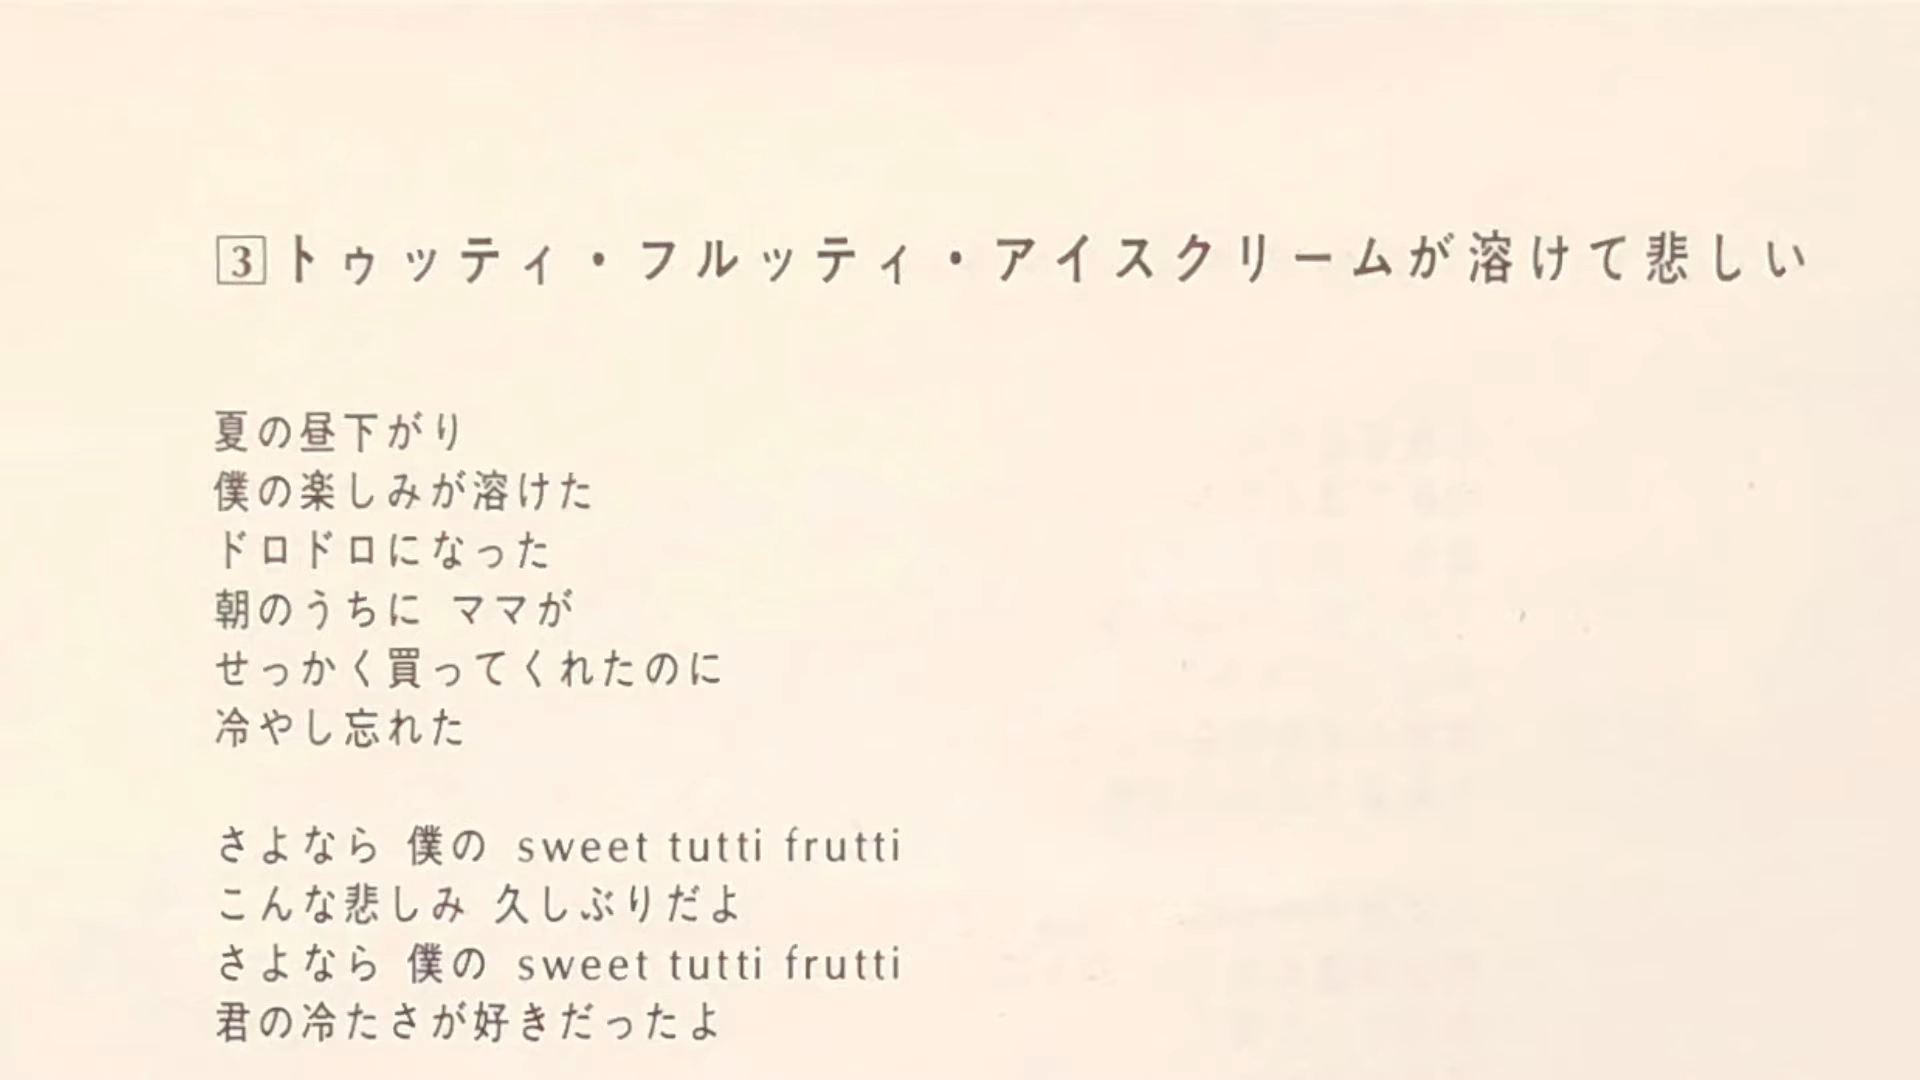 3 トゥッティ・フルッティ・アイスクリームが溶けて悲しい
夏の昼下がり
僕の楽しみが溶けた
ドロドロになった
朝のうちに ママが
せっかく買ってくれたのに
冷やし忘れた
さよなら 僕の sweet tutti frutti
こんな悲しみ 久しぶりだよ
さよなら 僕の sweet tutti frutti
君の冷たさが好きだったよ